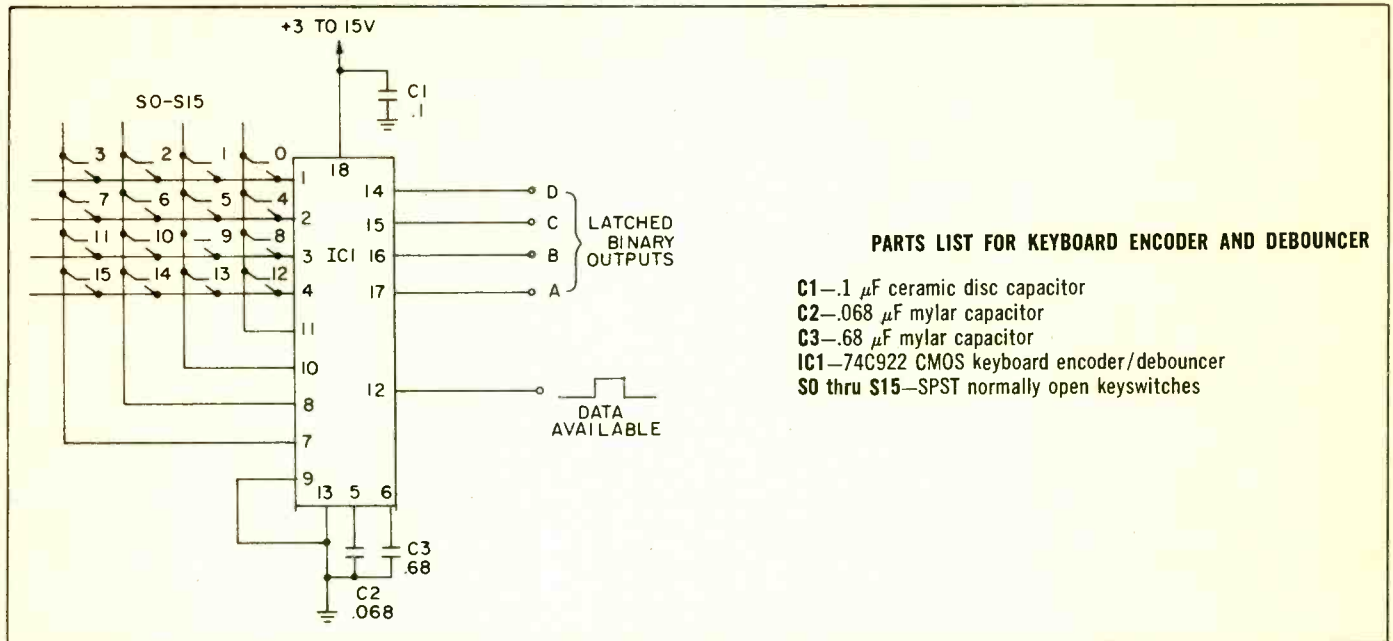 +3 TO 15V
C1
.1
SO-S15
3 2 1 0
7 6 5 4
11 10 9 8
15 14 13 12
1
2
3
4
11
10
8
7
9
13 5 6
18
IC1
14
15
16
17
12
D
C
B
A
LATCHED
BINARY
OUTPUTS
DATA
AVAILABLE
C3
.68
C2
.068
PARTS LIST FOR KEYBOARD ENCODER AND DEBOUNCER
C1—.1 μF ceramic disc capacitor
C2—.068 μF mylar capacitor
C3—.68 μF mylar capacitor
IC1—74C922 CMOS keyboard encoder/debouncer
SO thru S15—SPST normally open keyswitches